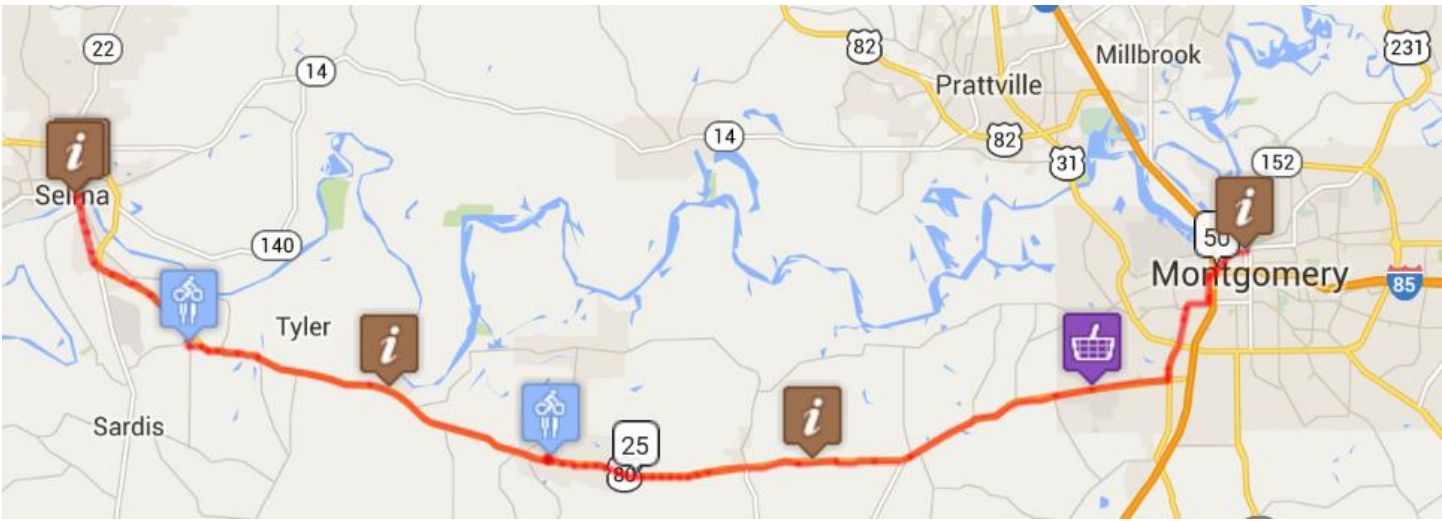 22
82
Millbrook
231
14
Prattville
14
82
31
152
i
i
Selma
140
50
Montgomery
85
Tyler
i
i
25
Sardis
80